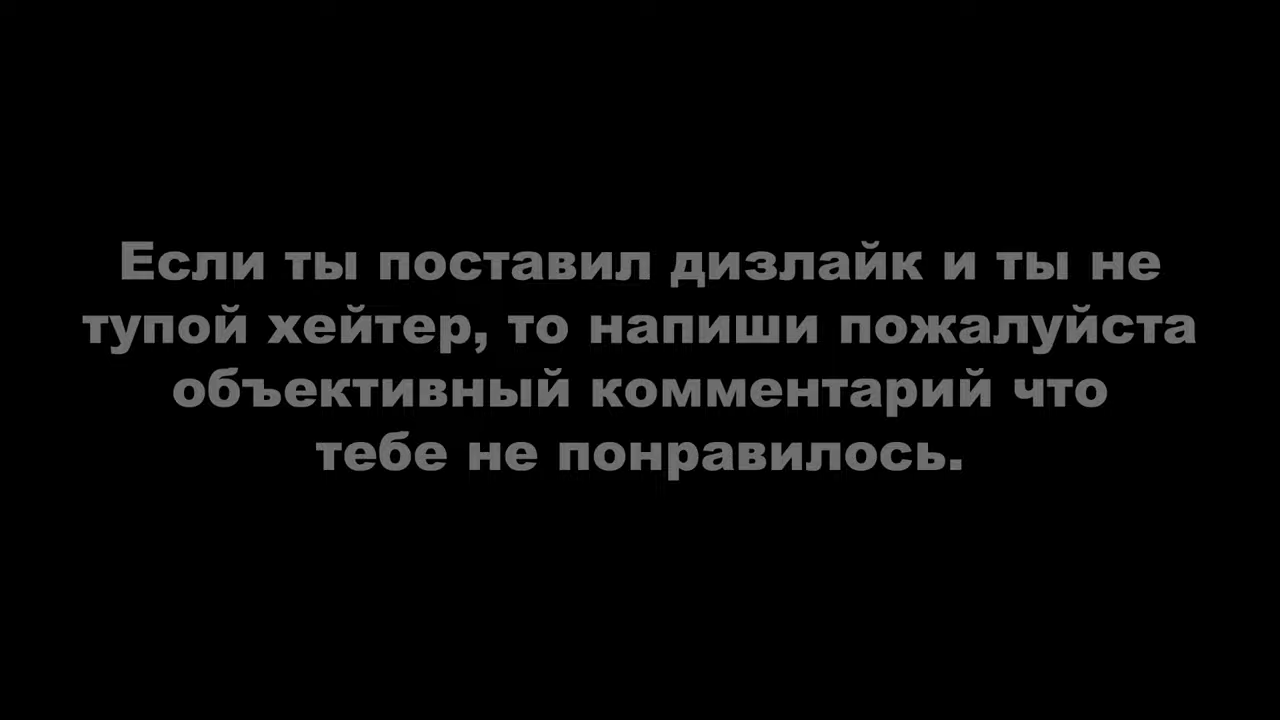 Если ты поставил дизлайк и ты не
тупой хейтер, то напиши пожалуйста
объективный комментарий что
тебе не понравилось.